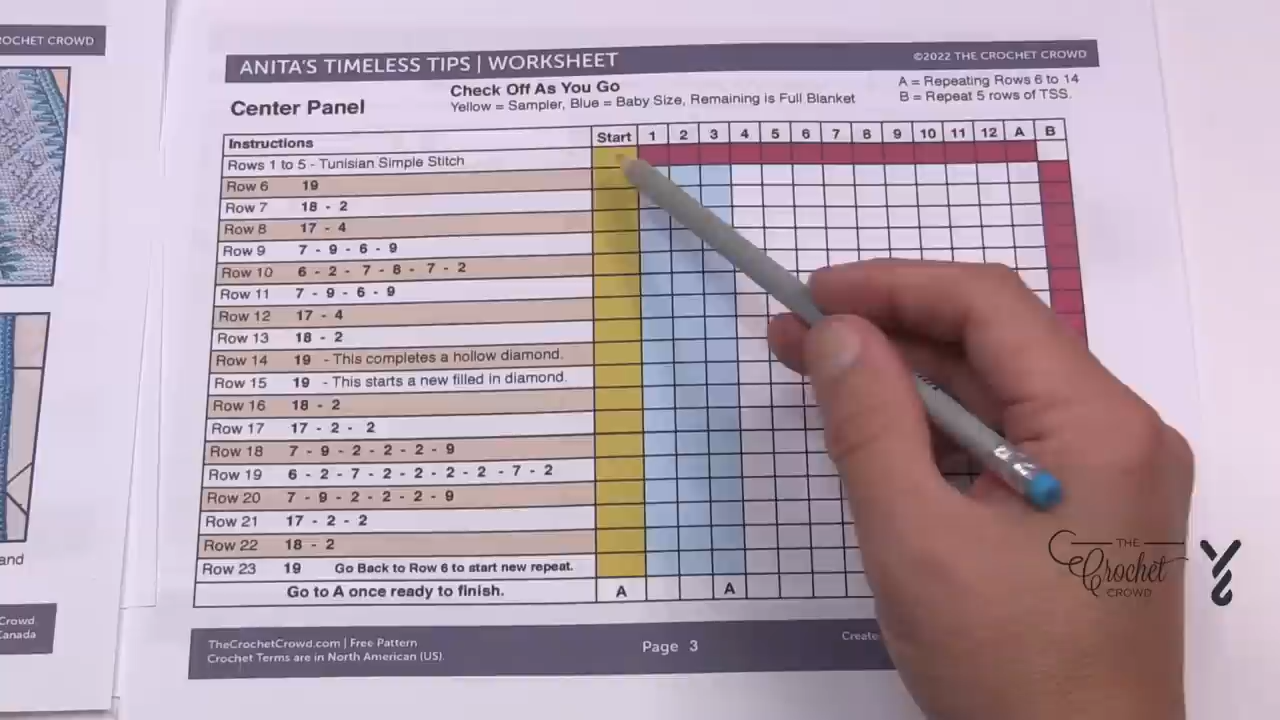 OCHET CROWD
ANITA'S TIMELESS TIPS | WORKSHEET
©2022 THE CROCHET CROWD
Center Panel
Check Off As You Go
Yellow = Sampler, Blue = Baby Size, Remaining is Full Blanket
A = Repeating Rows 6 to 14
B = Repeat 5 rows of TSS.
Instructions Start 1 2 3 4 5 6 7 8 9 10 11 12 A B
Rows 1 to 5 - Tunisian Simple Stitch
Row 6 19
Row 7 18 - 2
Row 8 17 - 4
Row 9 7 - 9 - 6 - 9
Row 10 6 - 2 - 7 - 8 - 7 - 2
Row 11 7 - 9 - 6 - 9
Row 12 17 - 4
Row 13 18 - 2
Row 14 19 - This completes a hollow diamond.
Row 15 19 - This starts a new filled in diamond.
Row 16 18 - 2
Row 17 17 - 2 - 2
Row 18 7 - 9 - 2 - 2 - 2 - 9
Row 19 6 - 2 - 7 - 2 - 2 - 2 - 2 - 7 - 2
Row 20 7 - 9 - 2 - 2 - 2 - 9
Row 21 17 - 2 - 2
Row 22 18 - 2
Row 23 19 Go Back to Row 6 to start new repeat.
Go to A once ready to finish. A A
and
Crowd
Canada
TheCrochetCrowd.com | Free Pattern
Crochet Terms are in North American (US).
Page 3
Create
THE
Crochet
CROWD